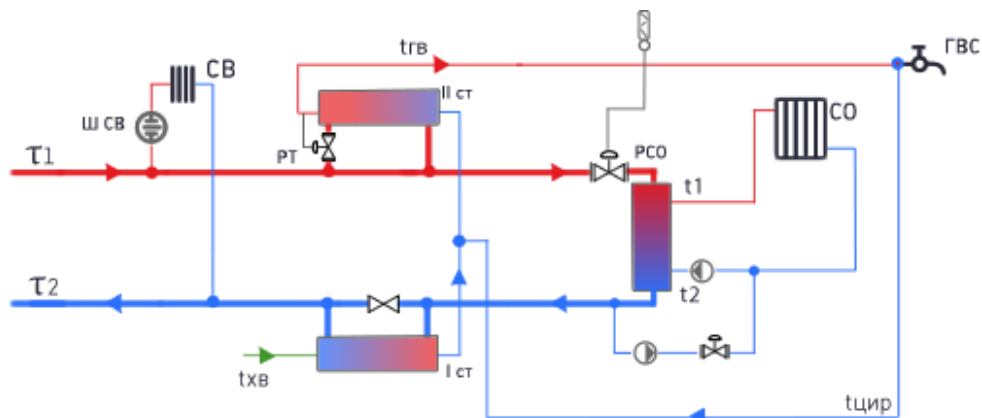 ГВС
tгв
СВ
II ст
СО
Ш СВ
τ1
РТ
РСО
t1
τ2
t2
tхв
I ст
tцир